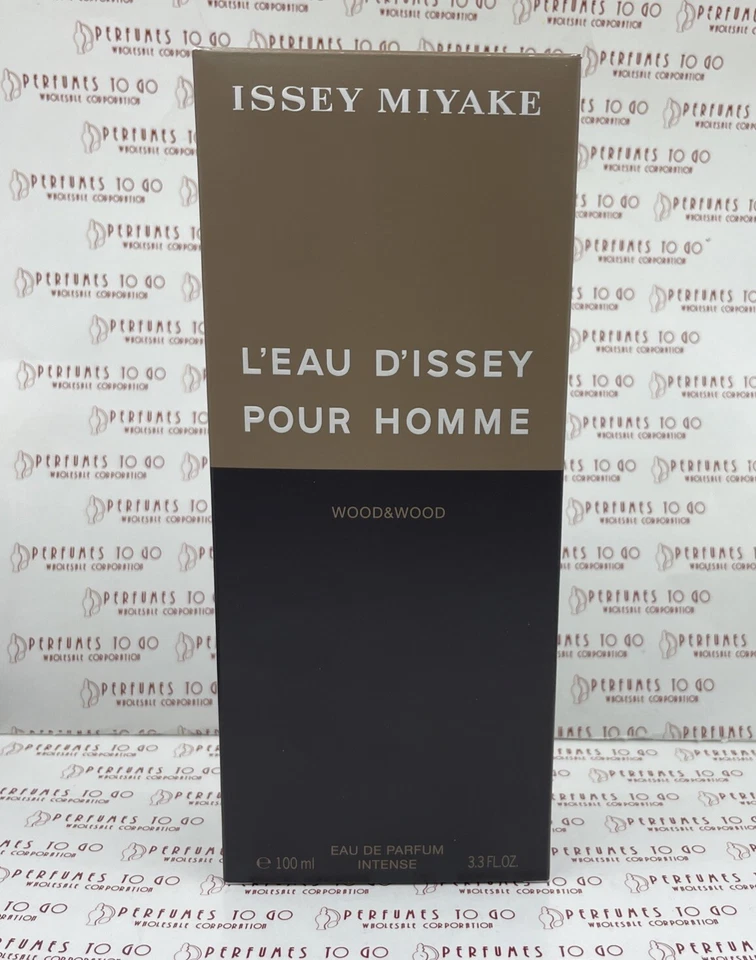 ISSEY MIYAKE
L'EAU D'ISSEY
POUR HOMME
WOOD&WOOD
EAU DE PARFUM
℮ 100 ml INTENSE 3.3 FL.OZ.
PERFUMES TO GO
WHOLESALE CORPORATION